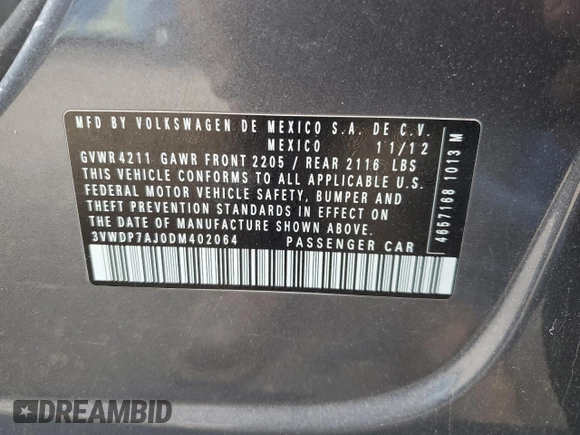 MFD BY VOLKSWAGEN DE MEXICO S.A. DE C.V.
MEXICO 11/12
GVWR 4211 GAWR FRONT 2205 / REAR 2116 LBS
THIS VEHICLE CONFORMS TO ALL APPLICABLE U.S.
FEDERAL MOTOR VEHICLE SAFETY, BUMPER AND
THEFT PREVENTION STANDARDS IN EFFECT ON
THE DATE OF MANUFACTURE SHOWN ABOVE.
3VWDP7AJ0DM402064 PASSENGER CAR
4657168 1013 M
DREAMBID